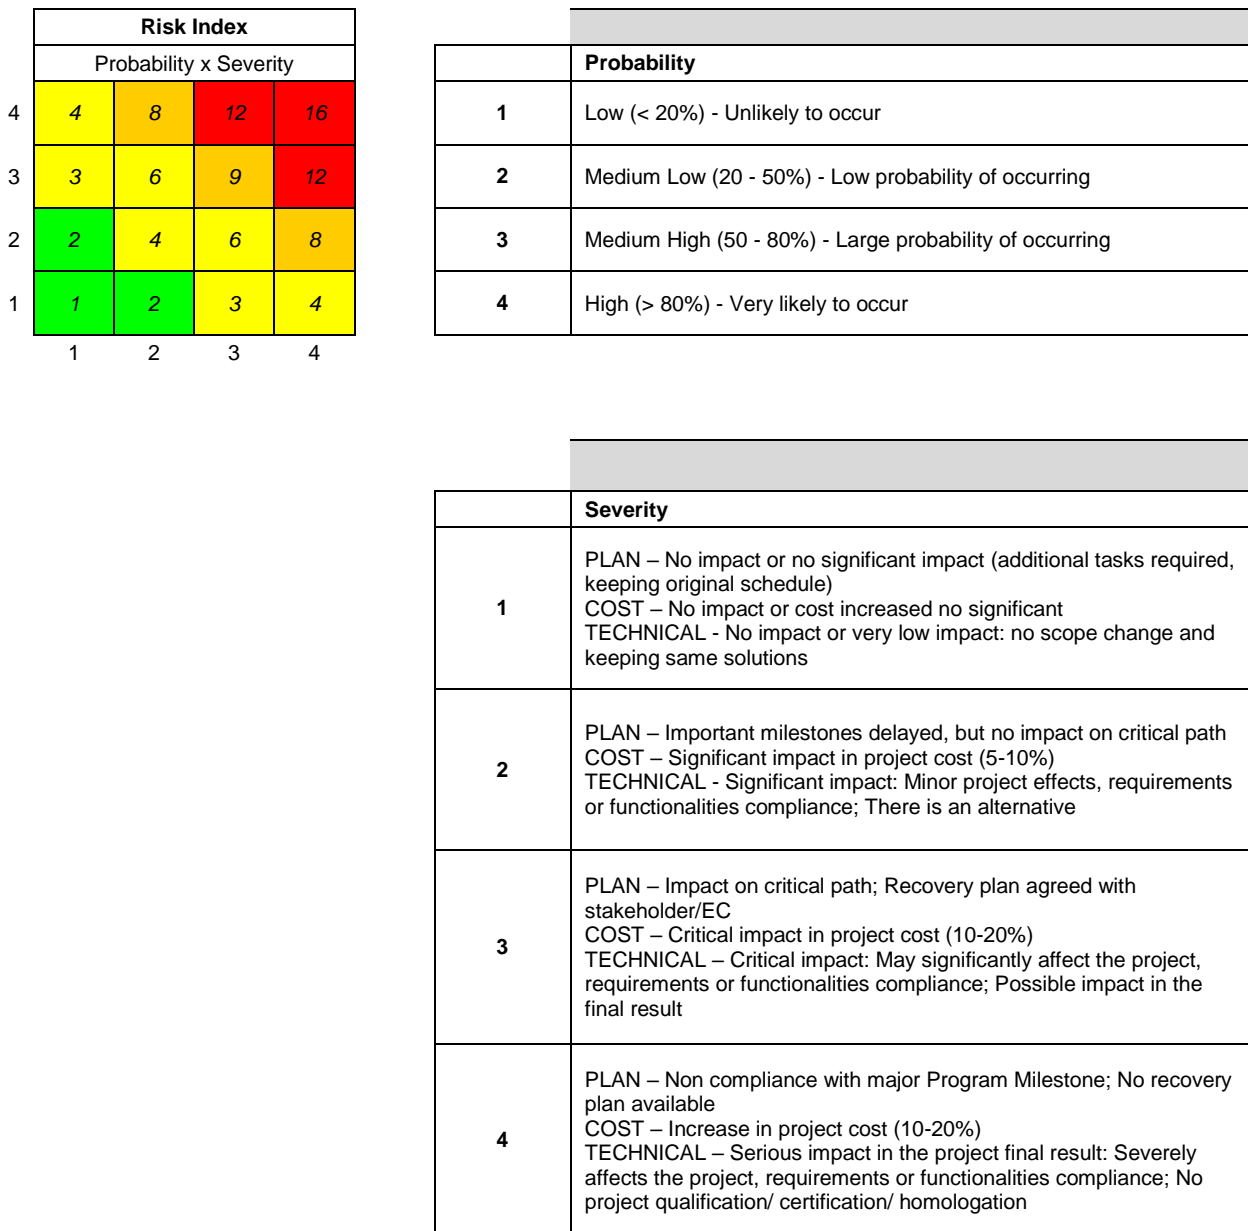 Risk Index
Probability x Severity
4 4 8 12 16
3 3 6 9 12
2 2 4 6 8
1 1 2 3 4
1 2 3 4
Probability
1 Low (< 20%) - Unlikely to occur
2 Medium Low (20 - 50%) - Low probability of occurring
3 Medium High (50 - 80%) - Large probability of occurring
4 High (> 80%) - Very likely to occur
Severity
1
PLAN – No impact or no significant impact (additional tasks required,
keeping original schedule)
COST – No impact or cost increased no significant
TECHNICAL - No impact or very low impact: no scope change and
keeping same solutions
2
PLAN – Important milestones delayed, but no impact on critical path
COST – Significant impact in project cost (5-10%)
TECHNICAL - Significant impact: Minor project effects, requirements
or functionalities compliance; There is an alternative
3
PLAN – Impact on critical path; Recovery plan agreed with
stakeholder/EC
COST – Critical impact in project cost (10-20%)
TECHNICAL – Critical impact: May significantly affect the project,
requirements or functionalities compliance; Possible impact in the
final result
4
PLAN – Non compliance with major Program Milestone; No recovery
plan available
COST – Increase in project cost (10-20%)
TECHNICAL – Serious impact in the project final result: Severely
affects the project, requirements or functionalities compliance; No
project qualification/ certification/ homologation